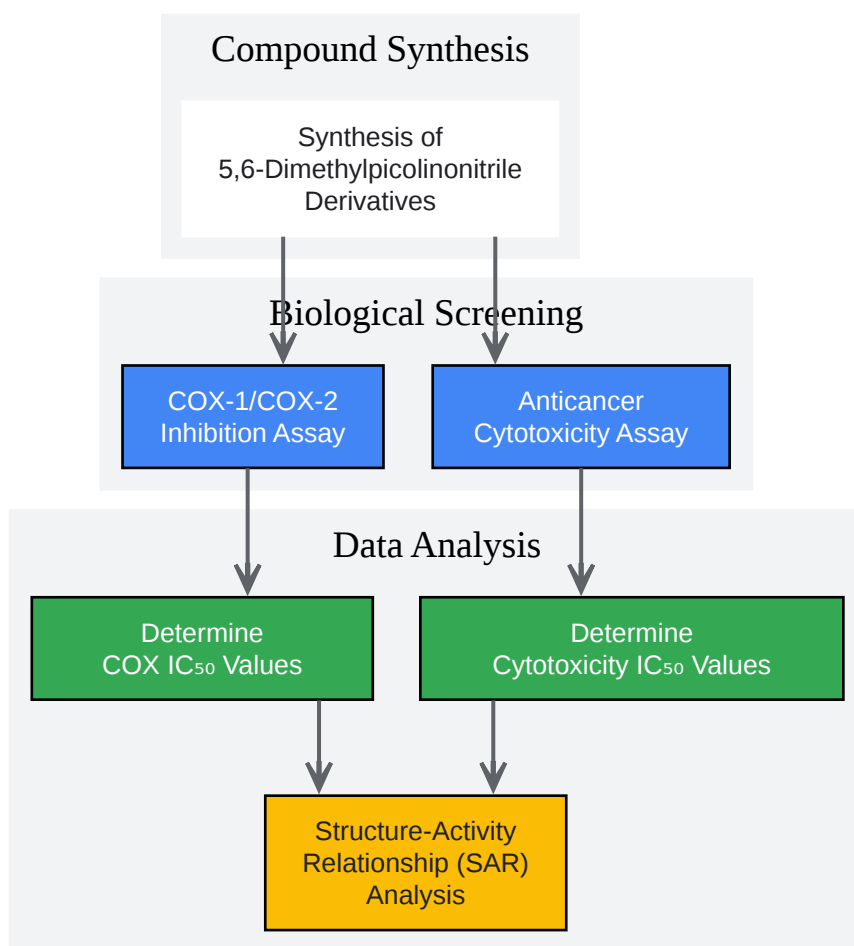 Compound Synthesis
Synthesis of
5,6-Dimethylpicolinonitrile
Derivatives
Biological Screening
COX-1/COX-2
Inhibition Assay
Anticancer
Cytotoxicity Assay
Data Analysis
Determine
COX IC₅₀ Values
Determine
Cytotoxicity IC₅₀ Values
Structure-Activity
Relationship (SAR)
Analysis